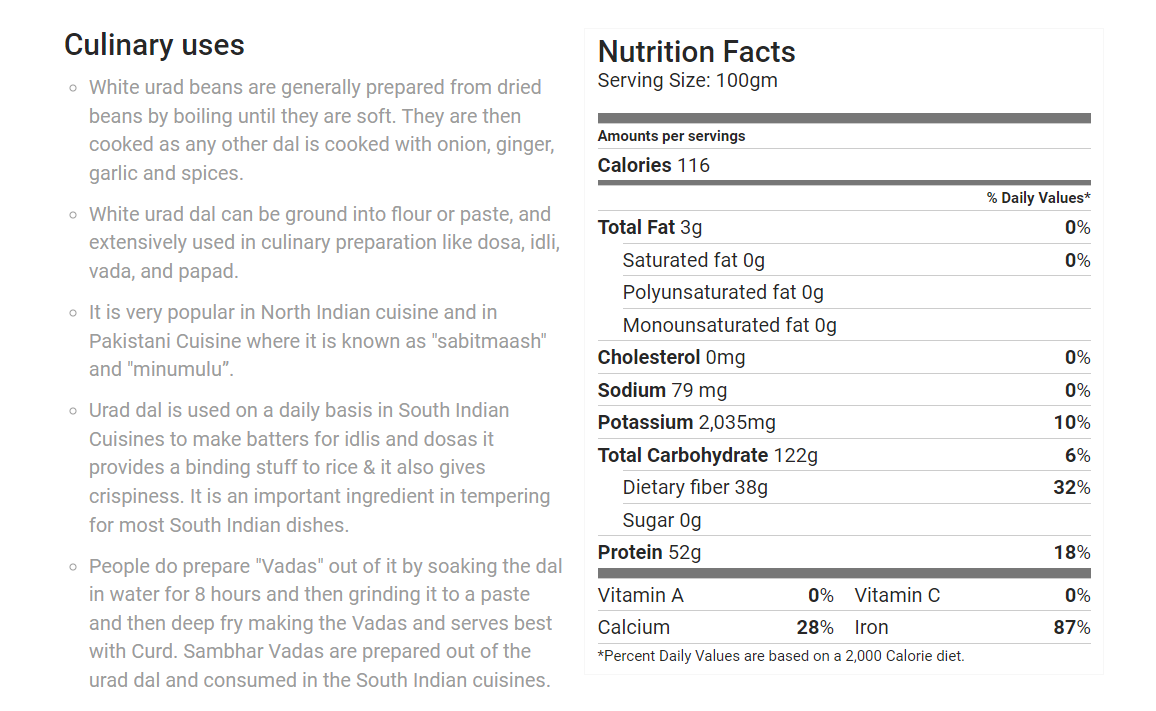 Culinary uses
White urad beans are generally prepared from dried
beans by boiling until they are soft. They are then
cooked as any other dal is cooked with onion, ginger,
garlic and spices.
White urad dal can be ground into flour or paste, and
extensively used in culinary preparation like dosa, idli,
vada, and papad.
It is very popular in North Indian cuisine and in
Pakistani Cuisine where it is known as "sabitmaash"
and "minumulu”.
Urad dal is used on a daily basis in South Indian
Cuisines to make batters for idlis and dosas it
provides a binding stuff to rice & it also gives
crispiness. It is an important ingredient in tempering
for most South Indian dishes.
People do prepare "Vadas" out of it by soaking the dal
in water for 8 hours and then grinding it to a paste
and then deep fry making the Vadas and serves best
with Curd. Sambhar Vadas are prepared out of the
urad dal and consumed in the South Indian cuisines.
Nutrition Facts
Serving Size: 100gm
Amounts per servings
Calories 116
% Daily Values*
Total Fat 3g 0%
Saturated fat 0g 0%
Polyunsaturated fat 0g
Monounsaturated fat 0g
Cholesterol 0mg 0%
Sodium 79 mg 0%
Potassium 2,035mg 10%
Total Carbohydrate 122g 6%
Dietary fiber 38g 32%
Sugar 0g
Protein 52g 18%
Vitamin A 0% Vitamin C 0%
Calcium 28% Iron 87%
*Percent Daily Values are based on a 2,000 Calorie diet.